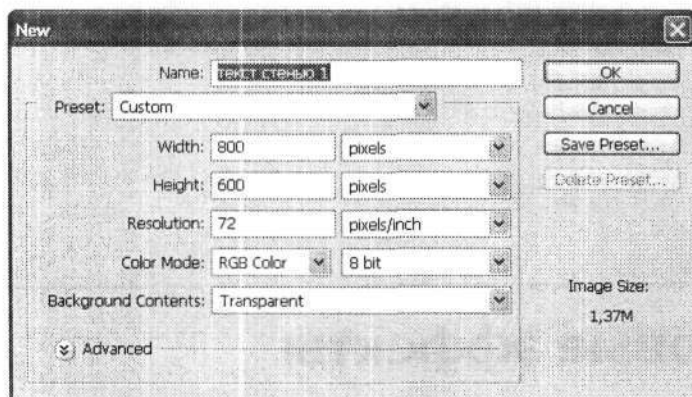 New
Name: текст стенью 1
OK
Preset: Custom
Cancel
Width: 800 pixels
Save Preset...
Height: 600 pixels
Delete Preset...
Resolution: 72 pixels/inch
Color Mode: RGB Color 8 bit
Image Size:
Background Contents: Transparent
1,37M
Advanced